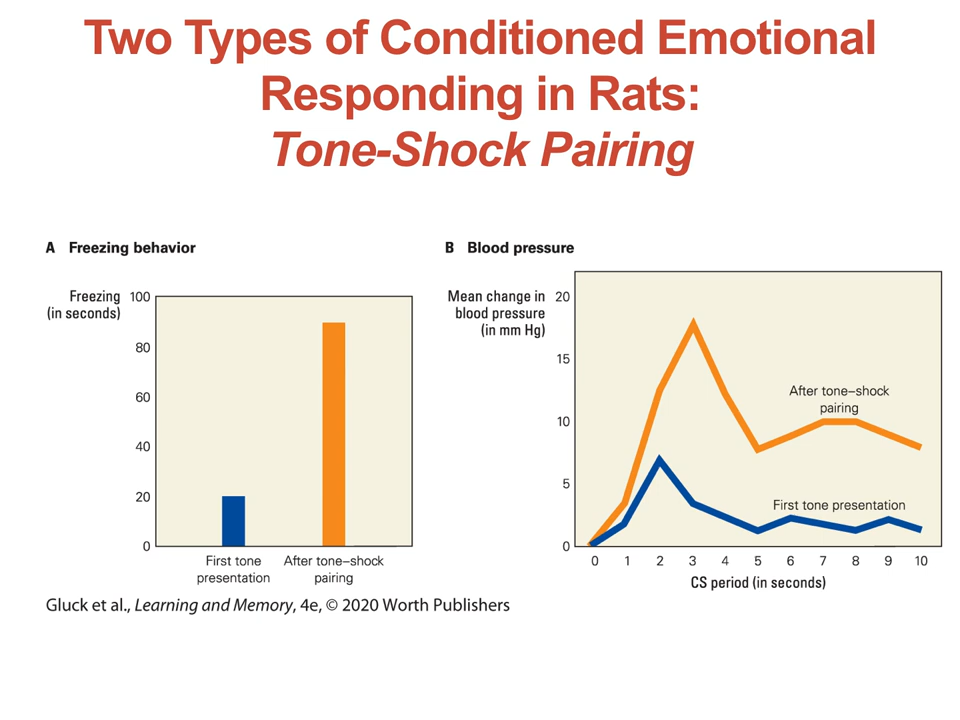 Two Types of Conditioned Emotional
Responding in Rats:
Tone-Shock Pairing
A Freezing behavior
Freezing
(in seconds)
100
80
60
40
20
0
First tone
presentation
After tone–shock
pairing
B Blood pressure
Mean change in
blood pressure
(in mm Hg)
20
15
10
5
0
After tone–shock
pairing
First tone presentation
0 1 2 3 4 5 6 7 8 9 10
CS period (in seconds)
Gluck et al., Learning and Memory, 4e, © 2020 Worth Publishers